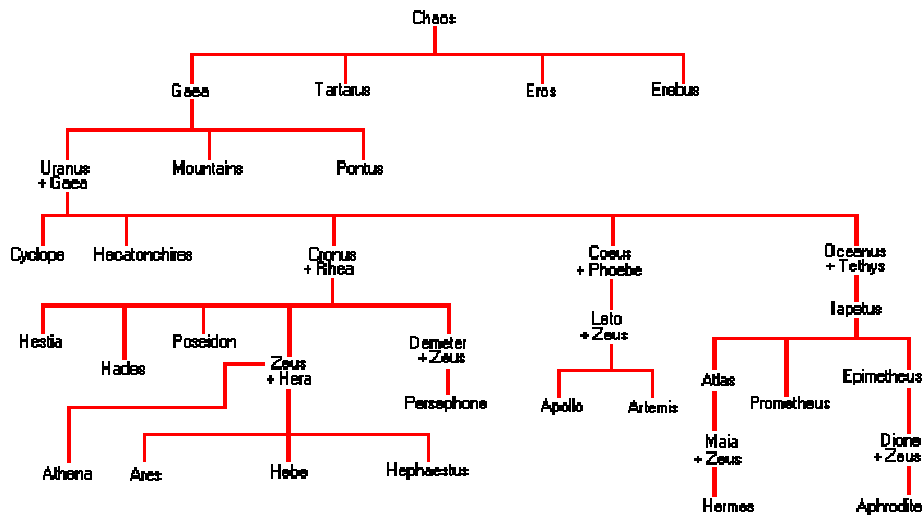 Chaos
Gaea Tartarus Eros Erebus
Uranus
+ Gaea
Mountains Pontus
Cyclope Hecatonchires
Cronus
+ Rhea
Coeus
+ Phoebe
Oceanus
+ Tethys
Iapetus
Hestia
Hades
Poseidon
Zeus
+ Hera
Demeter
+ Zeus
Persephone
Leto
+ Zeus
Apollo Artemis
Atlas Prometheus Epimetheus
Athena Ares Hebe Hephaestus
Maia
+ Zeus
Dione
+ Zeus
Hermes Aphrodite